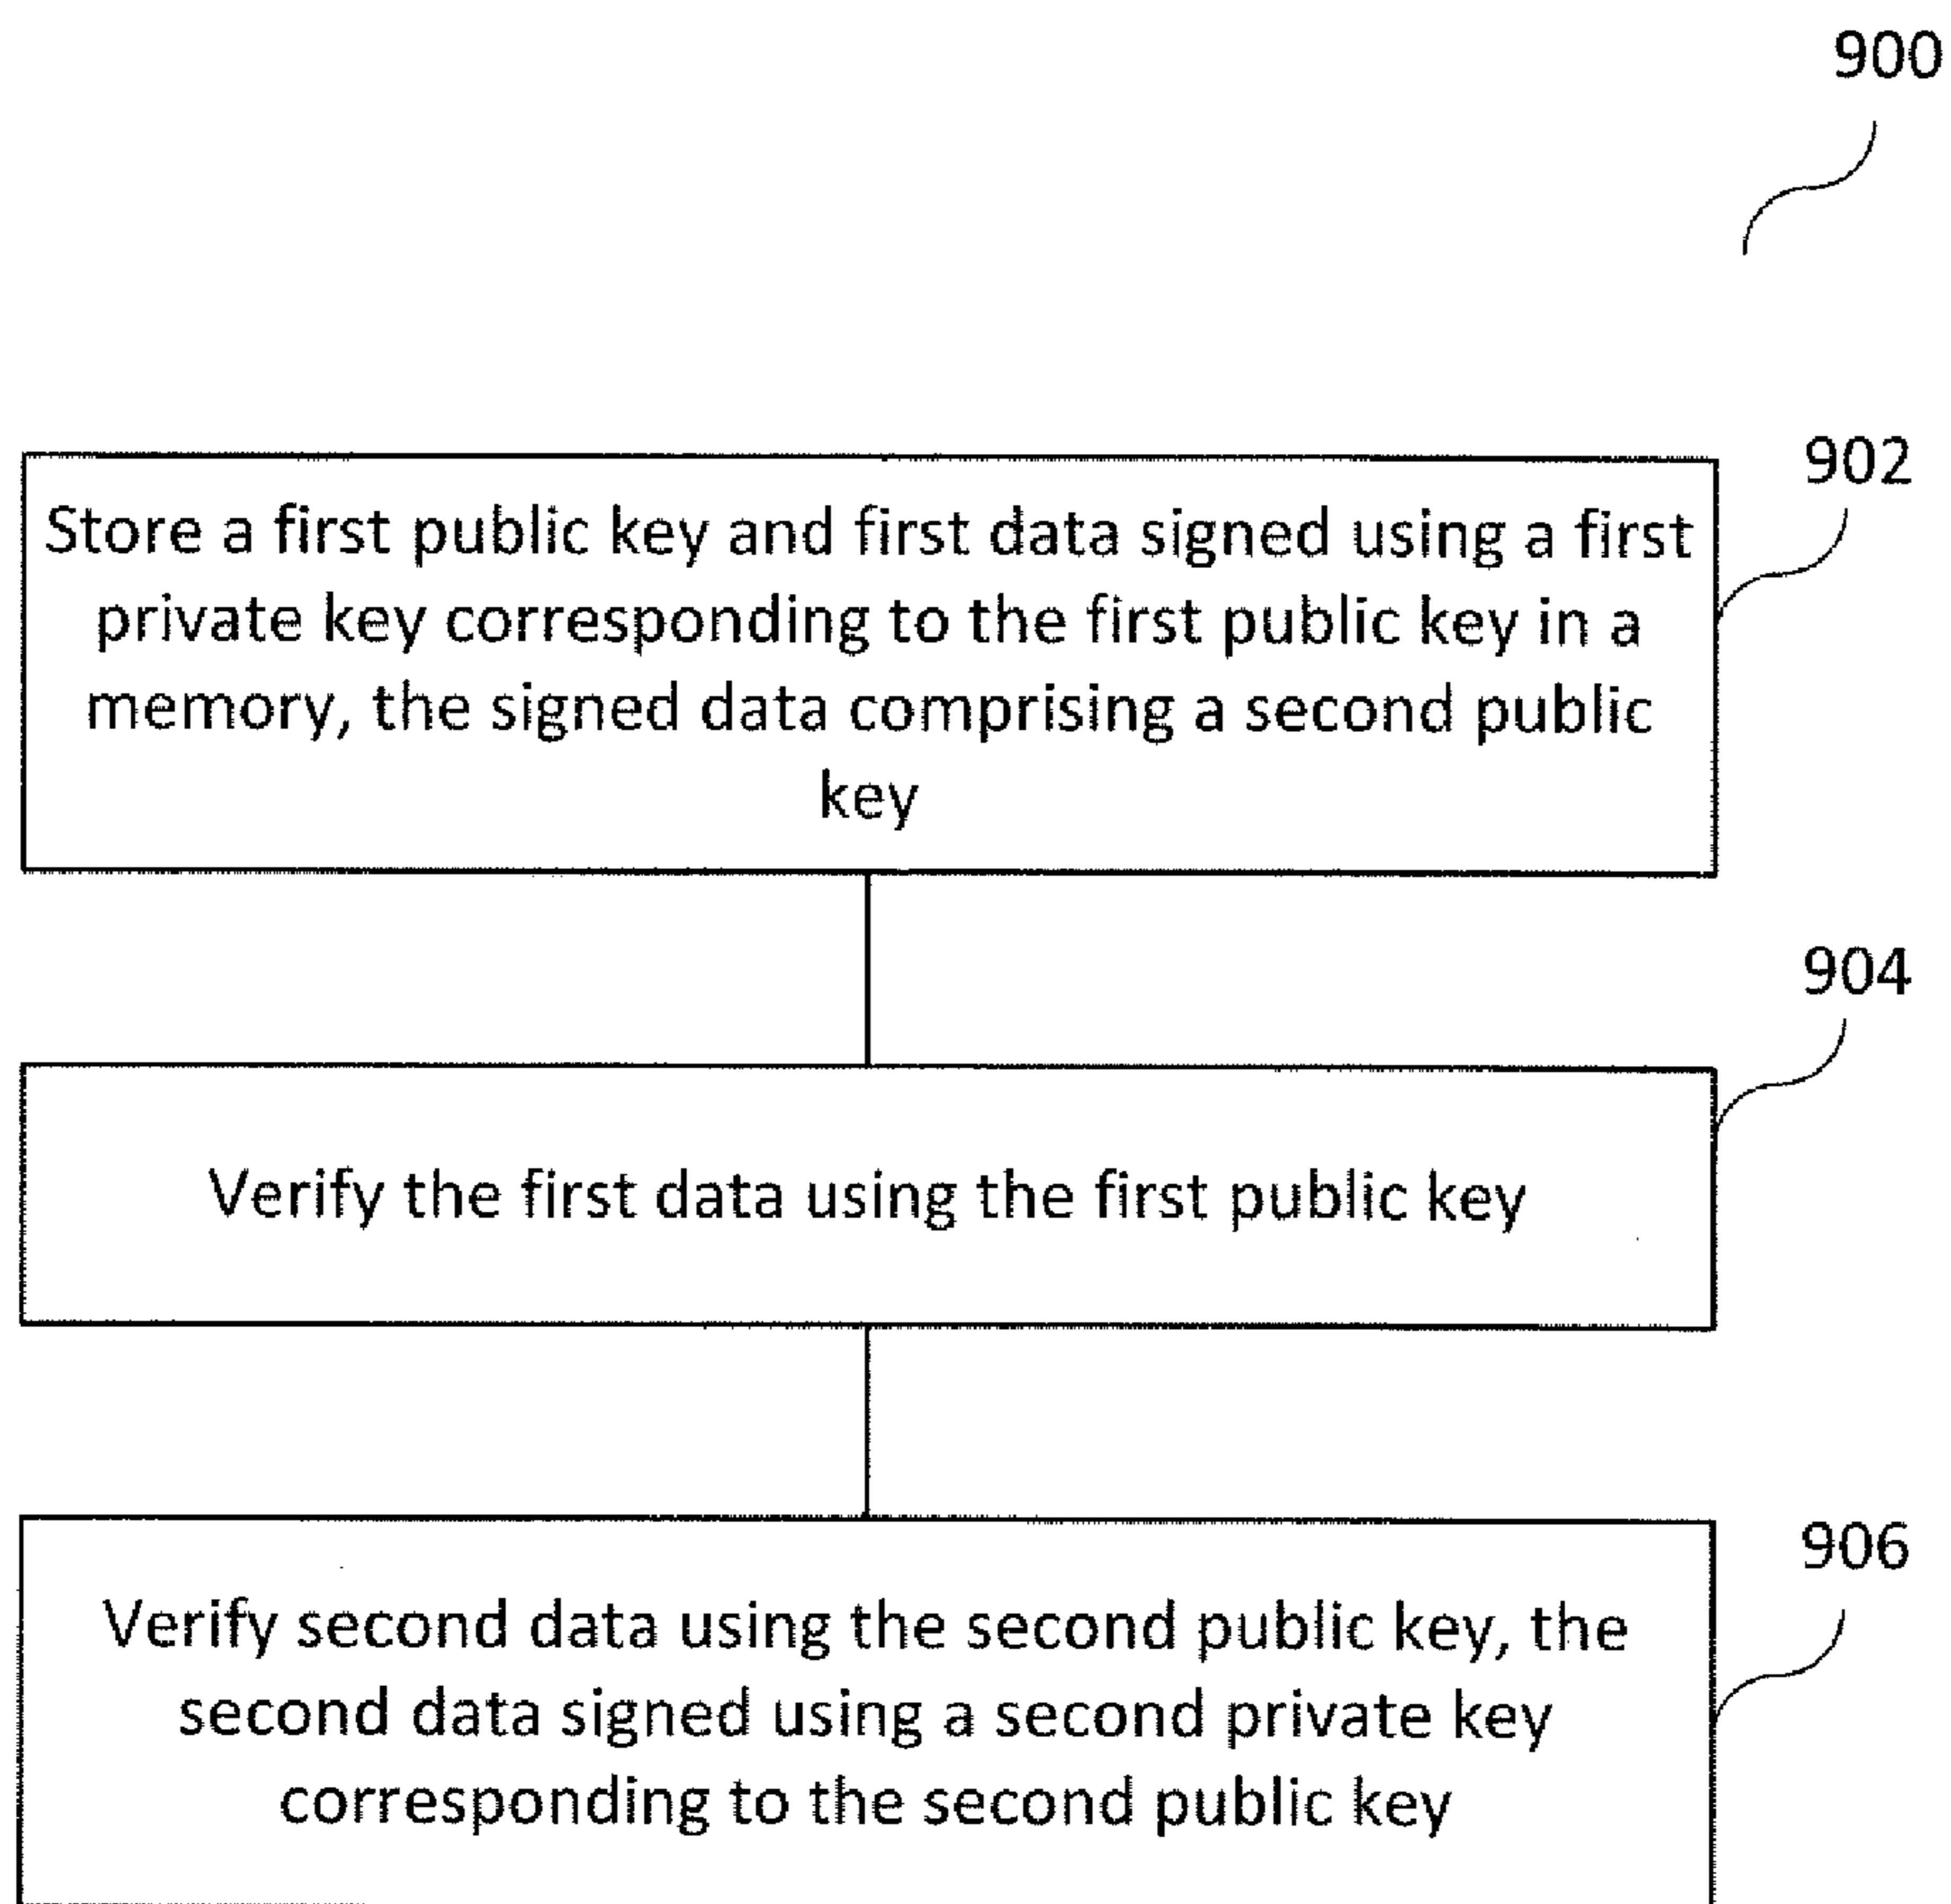 900
902
Store a first public key and first data signed using a first
private key corresponding to the first public key in a
memory, the signed data comprising a second public
key
904
Verify the first data using the first public key
906
Verify second data using the second public key, the
second data signed using a second private key
corresponding to the second public key